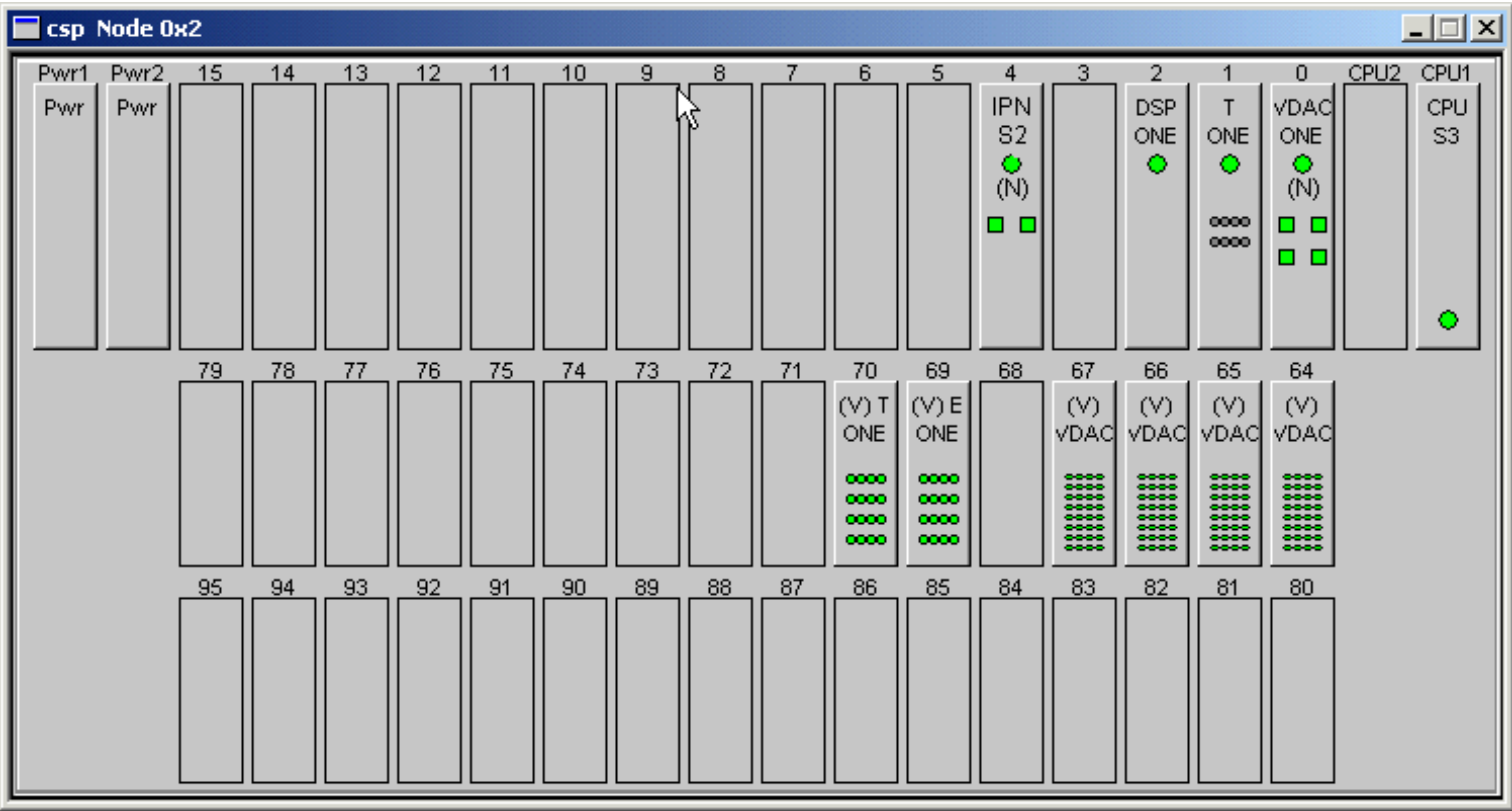 csp Node 0x2
Pwr1 Pwr2 15 14 13 12 11 10 9 8 7 6 5 4 3 2 1 0 CPU2 CPU1
Pwr Pwr IPN DSP T VDAC CPU
S2 ONE ONE ONE S3
(N) (N)
79 78 77 76 75 74 73 72 71 70 69 68 67 66 65 64
(V) T (V) E (V) (V) (V) (V)
ONE ONE VDAC VDAC VDAC VDAC
95 94 93 92 91 90 89 88 87 86 85 84 83 82 81 80